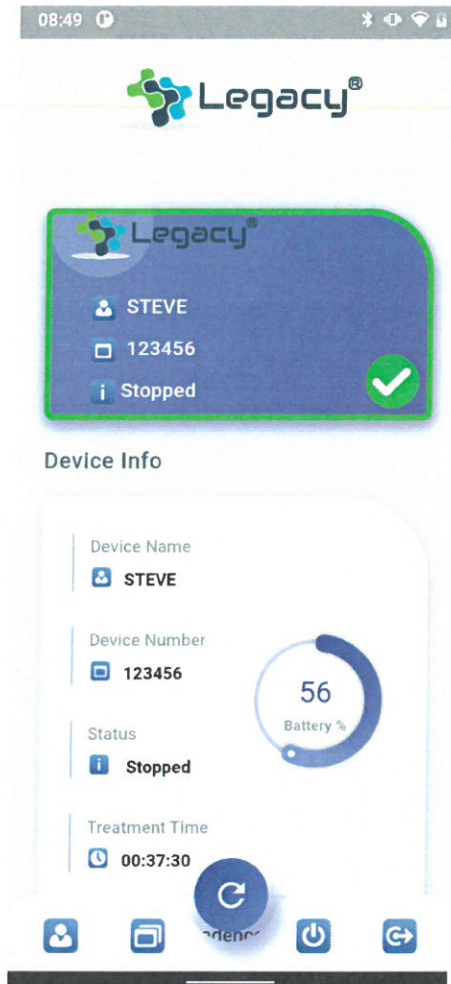 08:49
Legacy®
Legacy®
STEVE
123456
Stopped
Device Info
Device Name
STEVE
Device Number
123456
Status
Stopped
Treatment Time
00:37:30
56
Battery %